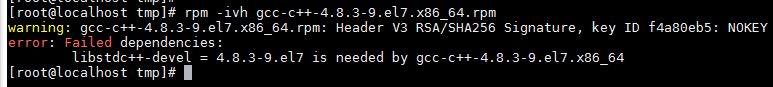 [root@localhost tmp]# rpm -ivh gcc-c++-4.8.3-9.el7.x86_64.rpm
warning: gcc-c++-4.8.3-9.el7.x86_64.rpm: Header V3 RSA/SHA256 Signature, key ID f4a80eb5: NOKEY
error: Failed dependencies:
        libstdc++-devel = 4.8.3-9.el7 is needed by gcc-c++-4.8.3-9.el7.x86_64
[root@localhost tmp]#